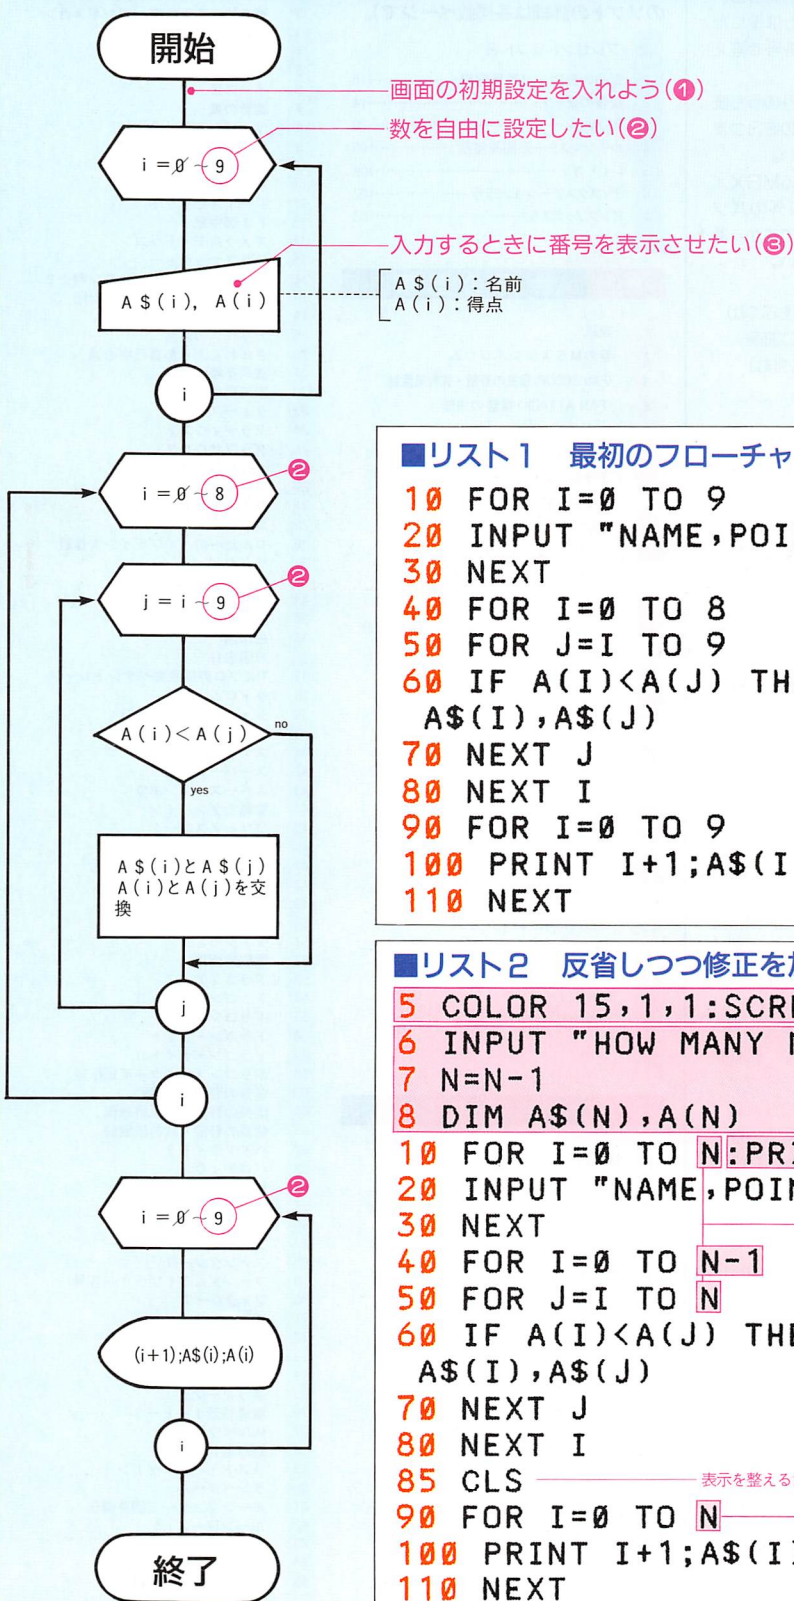 開始
画面の初期設定を入れよう(❶)
数を自由に設定したい(❷)
i＝0̸～9
入力するときに番号を表示させたい(❸)
A＄(i), A(i)
A＄(i)：名前
A(i)：得点
i
i＝0̸～8
❷
j＝i～9
❷
A(i)＜A(j)
no
yes
A＄(i)とA＄(j)
A(i)とA(j)を交
換
j
i
i＝0̸～9
❷
(i+1);A$(i);A(i)
i
終了
■リスト1 最初のフローチャ
10 FOR I=0 TO 9
20 INPUT "NAME,POI
30 NEXT
40 FOR I=0 TO 8
50 FOR J=I TO 9
60 IF A(I)<A(J) TH
A$(I),A$(J)
70 NEXT J
80 NEXT I
90 FOR I=0 TO 9
100 PRINT I+1;A$(I
110 NEXT
■リスト2 反省しつつ修正を
5 COLOR 15,1,1:SCR
6 INPUT "HOW MANY
7 N=N-1
8 DIM A$(N),A(N)
10 FOR I=0 TO N:PRI
20 INPUT "NAME,POIN
30 NEXT
40 FOR I=0 TO N-1
50 FOR J=I TO N
60 IF A(I)<A(J) THE
A$(I),A$(J)
70 NEXT J
80 NEXT I
85 CLS
表示を整える
90 FOR I=0 TO N
100 PRINT I+1;A$(I
110 NEXT